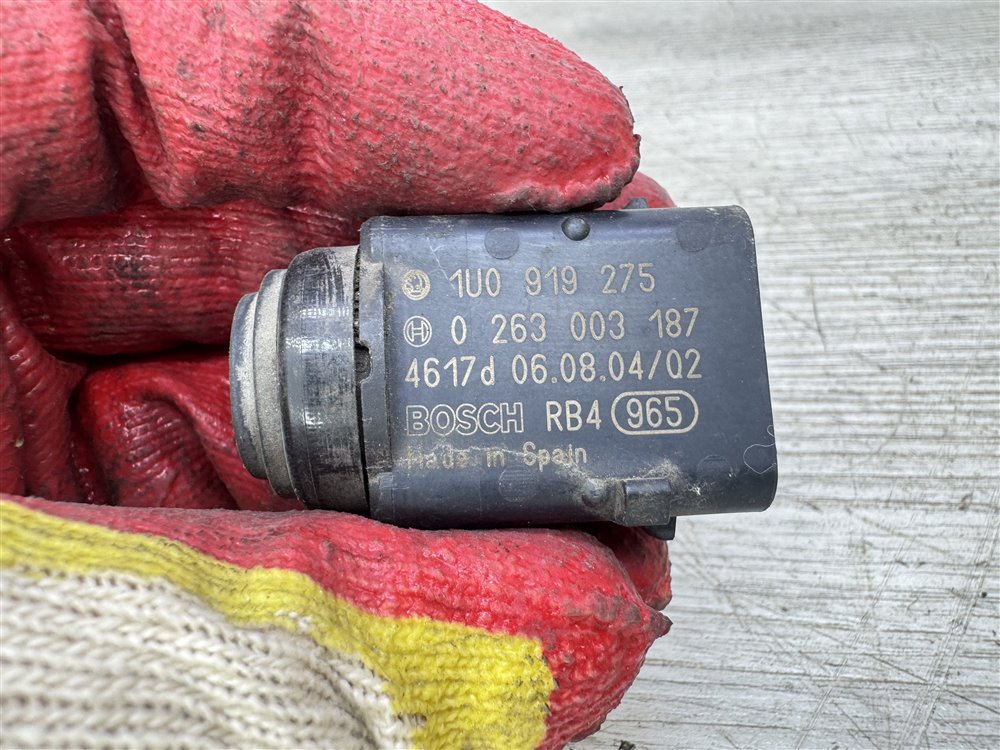 1U0 919 275
0 263 003 187
4617d 06.08.04/02
BOSCH RB4 965
Made in Spain